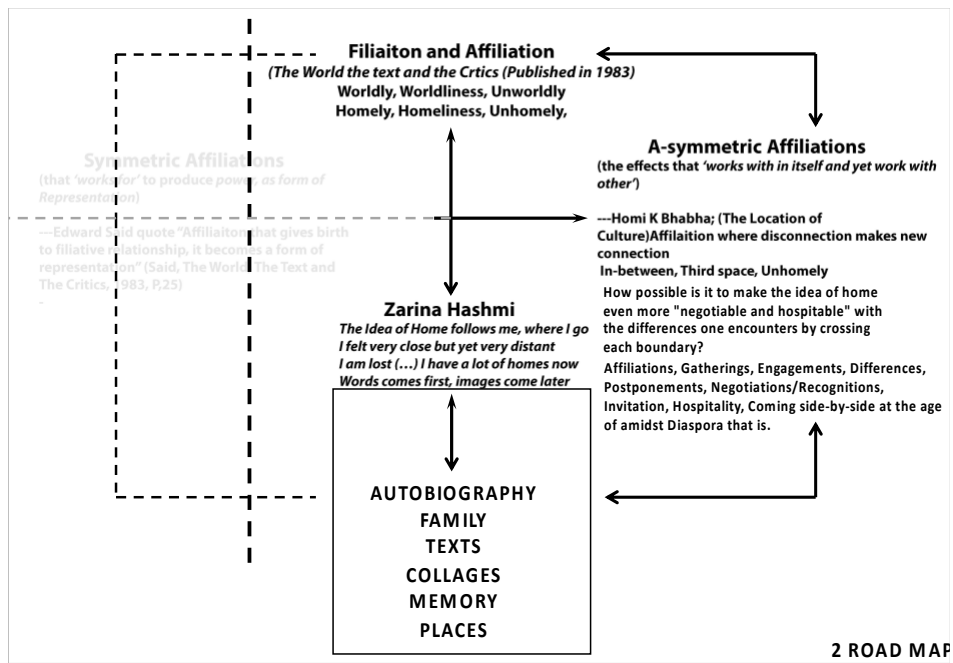 Filiaiton and Affiliation
(The World the text and the Crtics (Published in 1983)
Worldly, Worldliness, Unworldly
Homely, Homeliness, Unhomely,
Symmetric Affiliations
(that ‘works for’ to produce power, as form of
Representation)
---Edward Said quote “Affiliaiton that gives birth
to filiative relationship, it becomes a form of
representation” (Said, The World, The Text and
The Critics, 1983, P,25)
-
A-symmetric Affiliations
(the effects that ‘works with in itself and yet work with
other’)
---Homi K Bhabha; (The Location of
Culture)Affilaition where disconnection makes new
connection
In-between, Third space, Unhomely
How possible is it to make the idea of home
even more "negotiable and hospitable" with
the differences one encounters by crossing
each boundary?
Affiliations, Gatherings, Engagements, Differences,
Postponements, Negotiations/Recognitions,
Invitation, Hospitality, Coming side-by-side at the age
of amidst Diaspora that is.
Zarina Hashmi
The Idea of Home follows me, where I go
I felt very close but yet very distant
I am lost (...) I have a lot of homes now
Words comes first, images come later
AUTOBIOGRAPHY
FAMILY
TEXTS
COLLAGES
MEMORY
PLACES
2 ROAD MAP